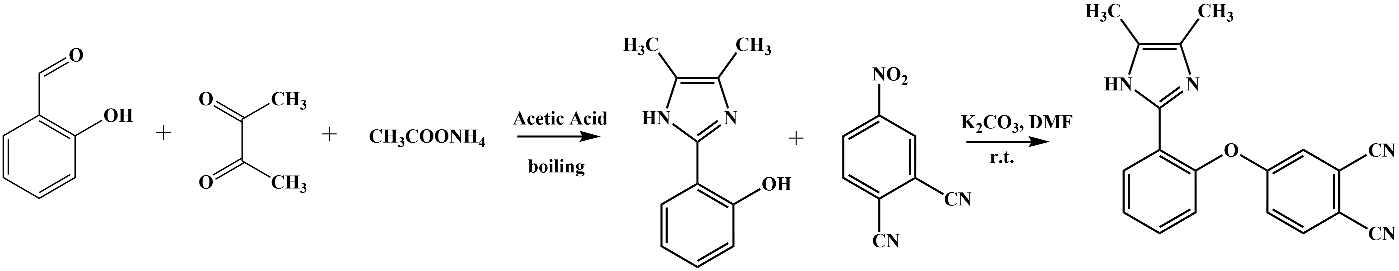 O
OH
+
O
CH₃
O
CH₃
+
CH₃COONH₄
Acetic Acid
boiling
H₃C
CH₃
HN
N
OH
+
NO₂
CN
CN
K₂CO₃, DMF
r.t.
H₃C
CH₃
HN
N
O
CN
CN